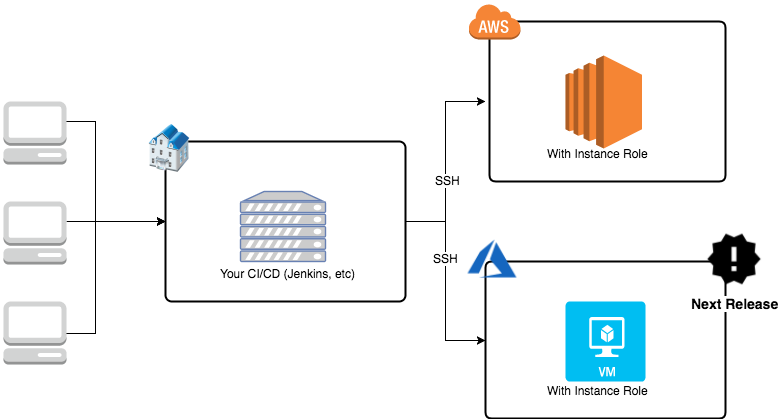 AWS
With Instance Role
SSH
Your CI/CD (Jenkins, etc)
SSH
!
Next Release
VM
With Instance Role